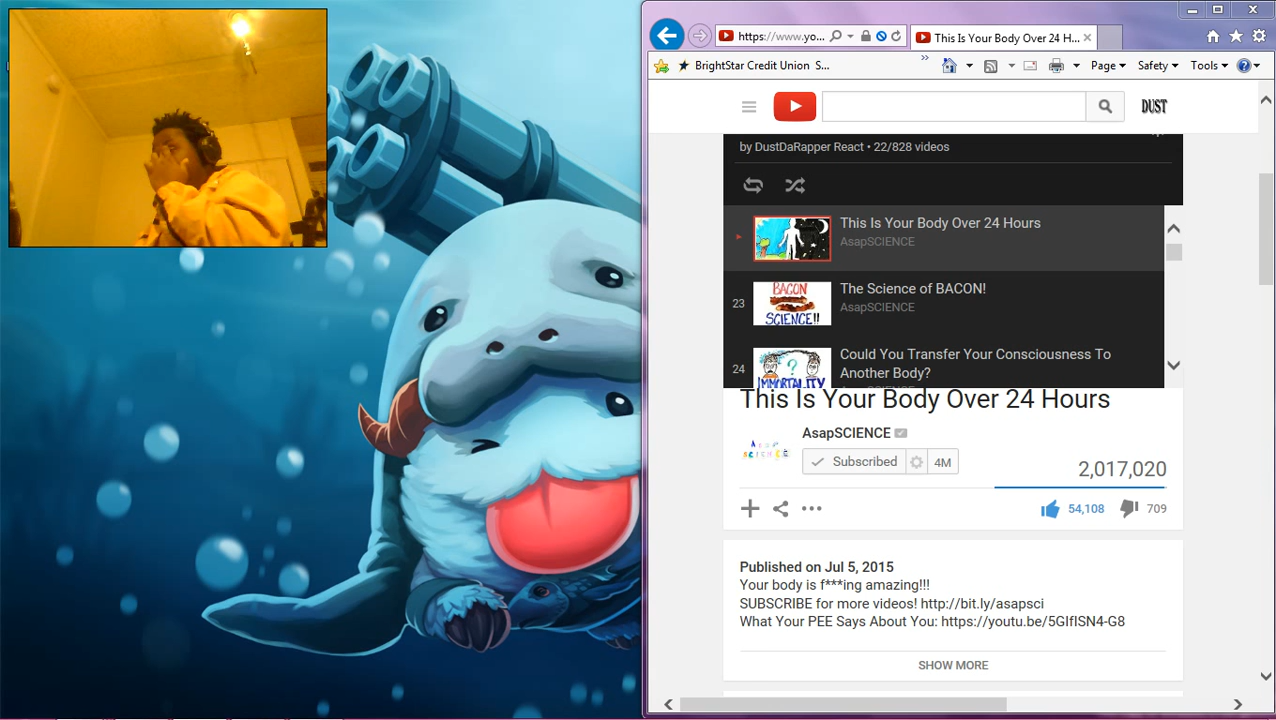 https://www.yo...
This Is Your Body Over 24 H...
BrightStar Credit Union S...
Page
Safety
Tools
DUST
by DustDaRapper React • 22/828 videos
This Is Your Body Over 24 Hours
AsapSCIENCE
23
BACON
SCIENCE!!
The Science of BACON!
AsapSCIENCE
24
IMMORTALITY
Could You Transfer Your Consciousness To
Another Body?
This Is Your Body Over 24 Hours
AsapSCIENCE
ASAP
SCIENCE
Subscribed
4M
2,017,020
54,108
709
Published on Jul 5, 2015
Your body is f***ing amazing!!!
SUBSCRIBE for more videos! http://bit.ly/asapsci
What Your PEE Says About You: https://youtu.be/5GIfISN4-G8
SHOW MORE